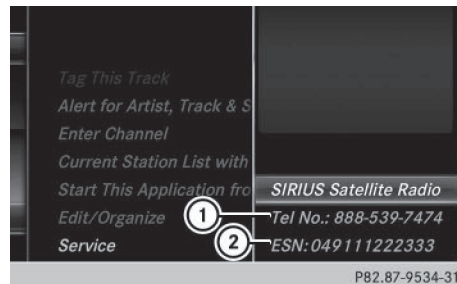 Tag This Track
Alert for Artist, Track & S
Enter Channel
Current Station List with
Start This Application fro
Edit/Organize
Service
SIRIUS Satellite Radio
1
Tel No.: 888-539-7474
2
ESN:049111222333
P82.87-9534-31